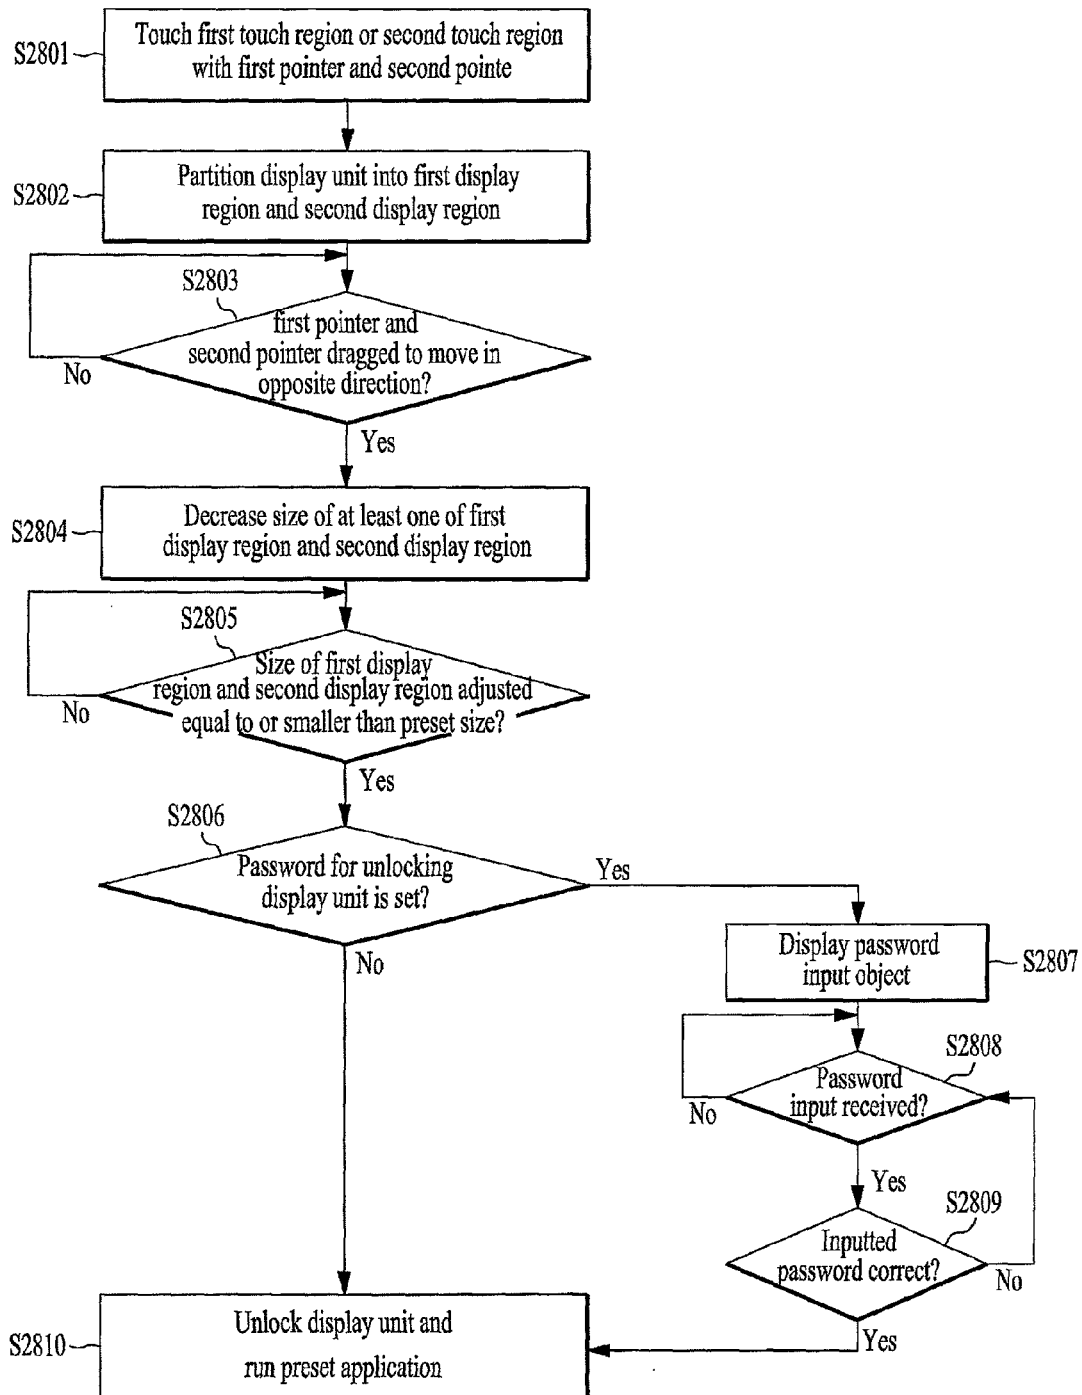 S2801
Touch first touch region or second touch region
with first pointer and second pointe
S2802
Partition display unit into first display
region and second display region
S2803
first pointer and
second pointer dragged to move in
opposite direction?
No
Yes
S2804
Decrease size of at least one of first
display region and second display region
S2805
Size of first display
region and second display region adjusted
equal to or smaller than preset size?
No
Yes
S2806
Password for unlocking
display unit is set?
Yes
No
Display password
input object
S2807
S2808
Password
input received?
No
Yes
S2809
Inputted
password correct?
No
Yes
S2810
Unlock display unit and
run preset application